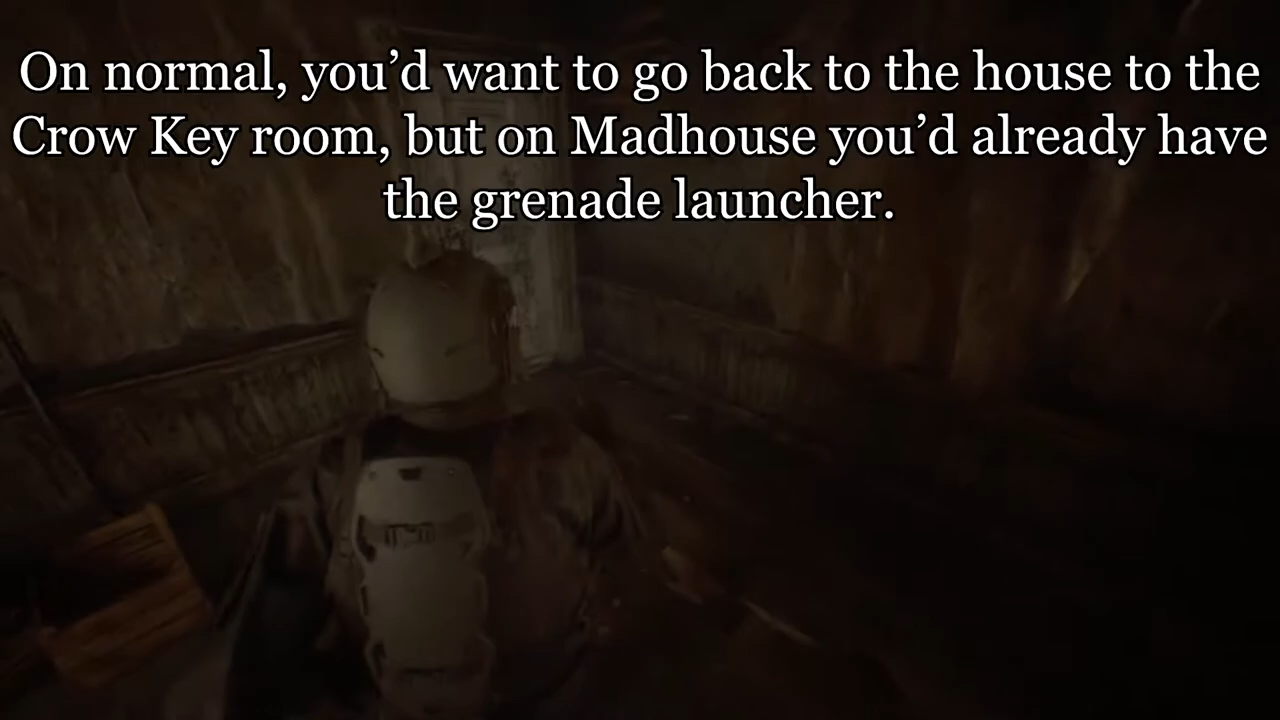 On normal, you’d want to go back to the house to the
Crow Key room, but on Madhouse you’d already have
the grenade launcher.